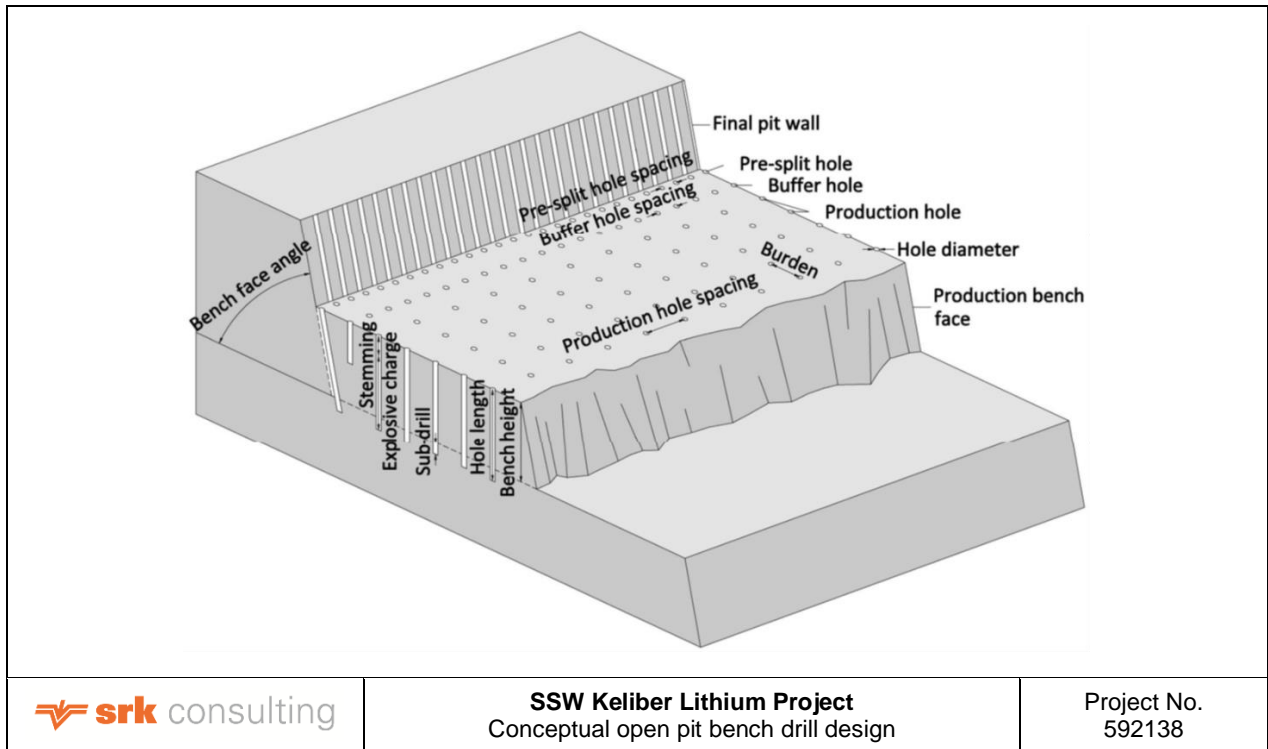 Final pit wall
Pre-split hole spacing
Pre-split hole
Buffer hole
Buffer hole spacing
Production hole
Hole diameter
Bench face angle
Burden
Production bench
face
Production hole spacing
Stemming
Explosive charge
Sub-drill
Hole length
Bench height
srk consulting
SSW Keliber Lithium Project
Conceptual open pit bench drill design
Project No.
592138